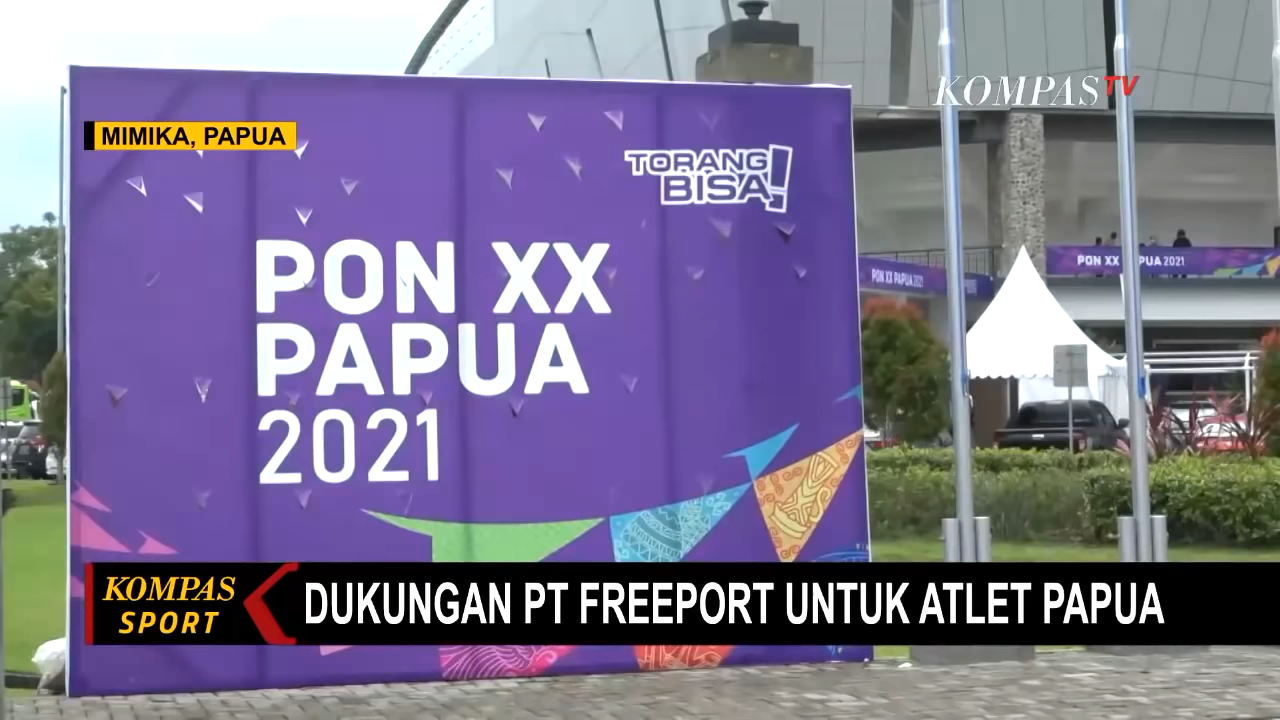 KOMPASTV
MIMIKA, PAPUA
TORANG
BISA!
PON XX
PAPUA
2021
PON XX PAPUA 2021
PON XX PAPUA 2021
KOMPAS
SPORT
DUKUNGAN PT FREEPORT UNTUK ATLET PAPUA